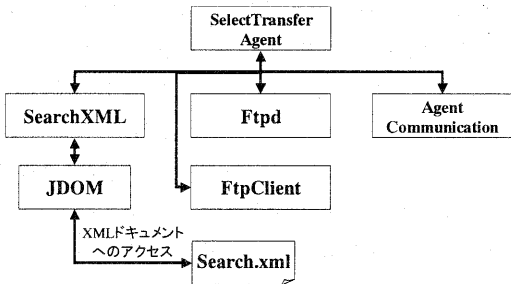 SelectTransfer
Agent
SearchXML
Ftpd
Agent
Communication
JDOM
FtpClient
XMLドキュメント
へのアクセス
Search.xml